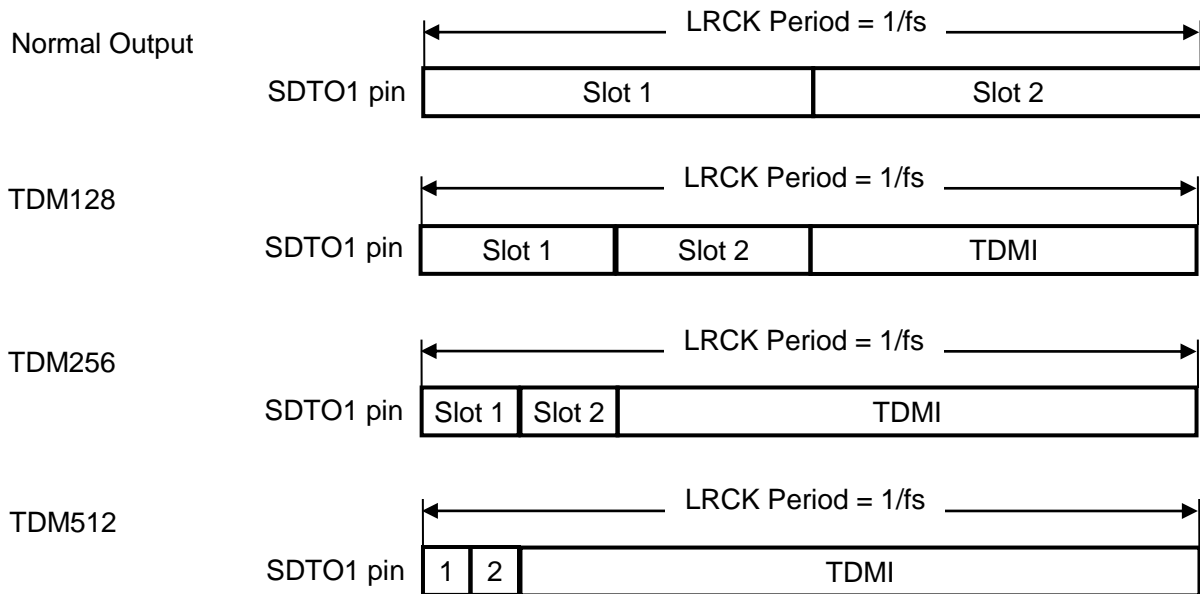 Normal Output
LRCK Period = 1/fs
SDTO1 pin
Slot 1
Slot 2
TDM128
LRCK Period = 1/fs
SDTO1 pin
Slot 1
Slot 2
TDMI
TDM256
LRCK Period = 1/fs
SDTO1 pin
Slot 1
Slot 2
TDMI
TDM512
LRCK Period = 1/fs
SDTO1 pin
1
2
TDMI